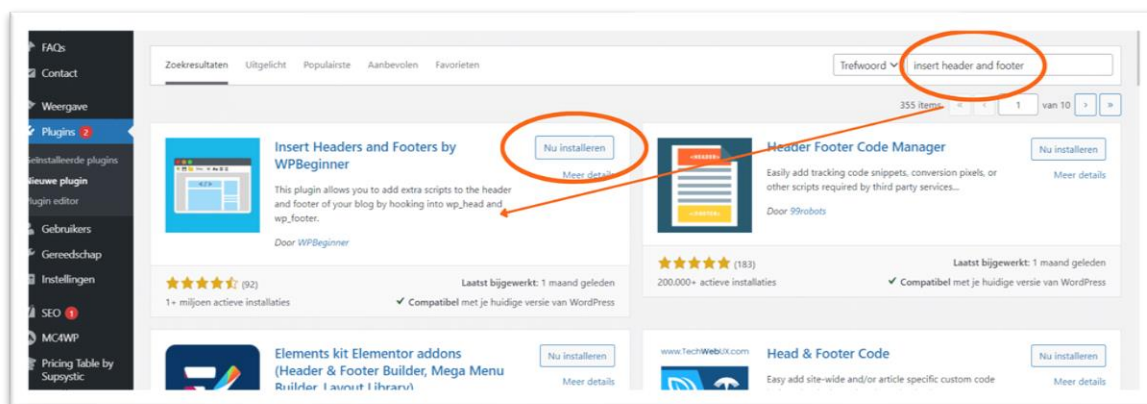 FAQs
Contact
Weergave
Plugins 2
Geïnstalleerde plugins
Nieuwe plugin
Plugin editor
Gebruikers
Gereedschap
Instellingen
SEO 1
MC4WP
Pricing Table by
Supsystic
Zoekresultaten Uitgelicht Populairste Aanbevolen Favorieten
Trefwoord insert header and footer
355 items « ‹ 1 van 10 › »
Insert Headers and Footers by
WPBeginner
Nu installeren
Meer details
This plugin allows you to add extra scripts to the header
and footer of your blog by hooking into wp_head and
wp_footer.
Door WPBeginner
(92)
1+ miljoen actieve installaties
Laatst bijgewerkt: 1 maand geleden
Compatibel met je huidige versie van WordPress
<HEADER>
<FOOTER>
Header Footer Code Manager
Nu installeren
Meer details
Easily add tracking code snippets, conversion pixels, or
other scripts required by third party services...
Door 99robots
(183)
200.000+ actieve installaties
Laatst bijgewerkt: 1 maand geleden
Compatibel met je huidige versie van WordPress
Elements kit Elementor addons
(Header & Footer Builder, Mega Menu
Builder, Layout Library)
Nu installeren
Meer details
www.TechWebUX.com
Head & Footer Code
Nu installeren
Meer details
Easy add site-wide and/or article specific custom code